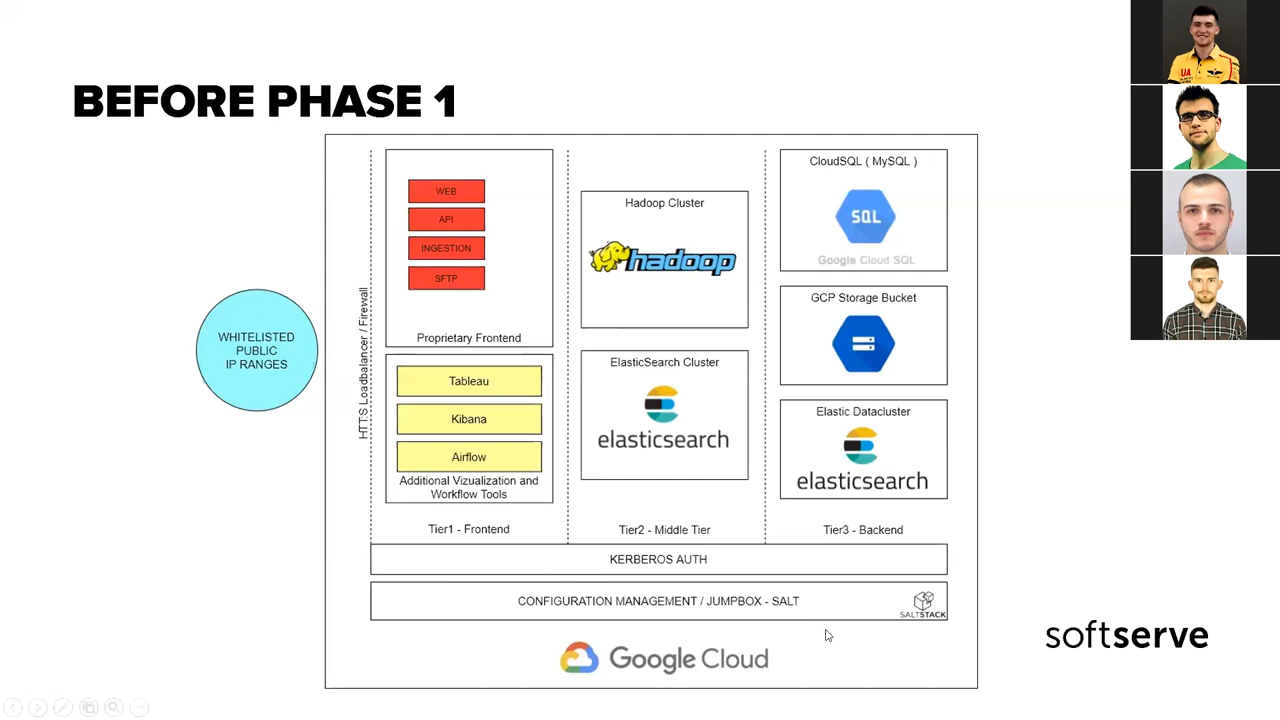 BEFORE PHASE 1
WHITELISTED
PUBLIC
IP RANGES
HTT:S Loadbalancer / Firewall
WEB
API
INGESTION
SFTP
Proprietary Frontend
Tableau
Kibana
Airflow
Additional Vizualization and
Workflow Tools
Tier1 - Frontend
Hadoop Cluster
hadoop
ElasticSearch Cluster
elasticsearch
Tier2 - Middle Tier
CloudSQL ( MySQL )
SQL
Google Cloud SQL
GCP Storage Bucket
Elastic Datacluster
elasticsearch
Tier3 - Backend
KERBEROS AUTH
CONFIGURATION MANAGEMENT / JUMPBOX - SALT
SALTSTACK
Google Cloud
softserve
UA